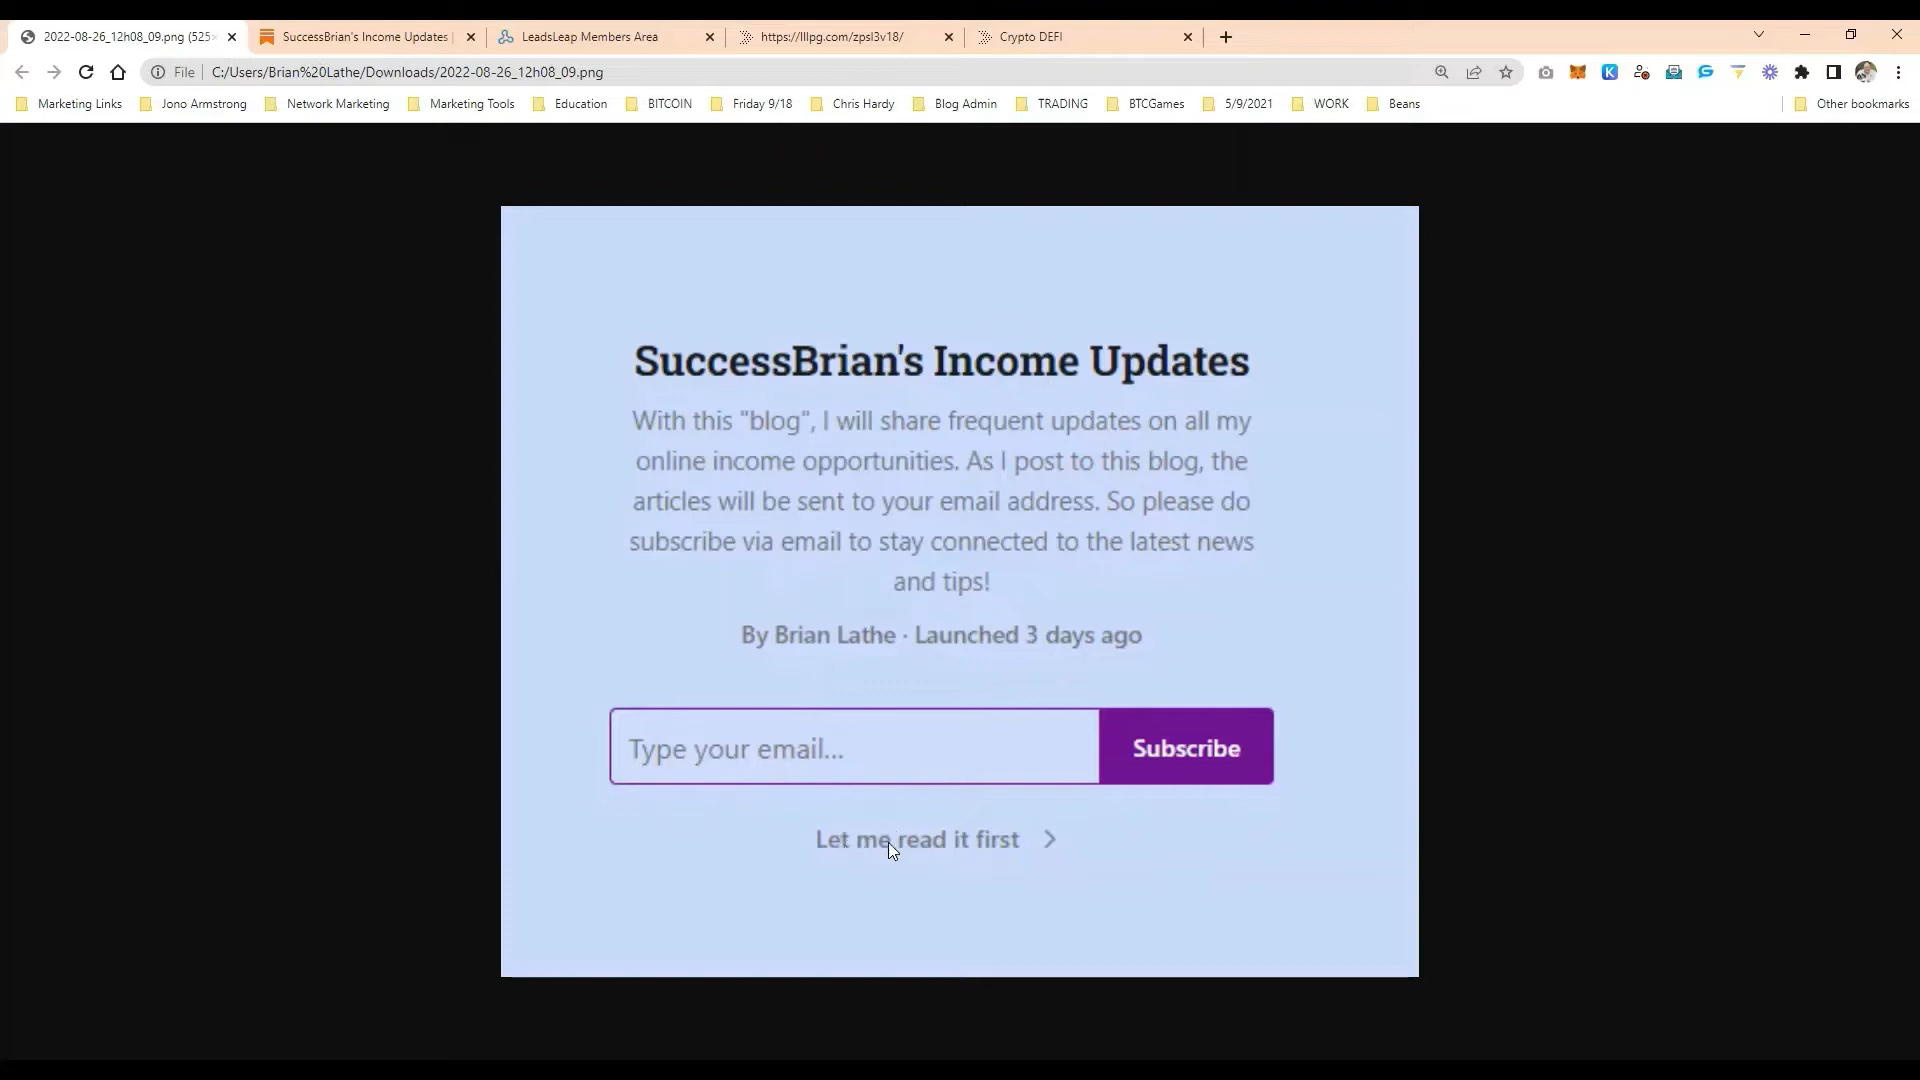 2022-08-26_12h08_09.png (525×
SuccessBrian's Income Updates |
LeadsLeap Members Area
https://lllpg.com/zpsl3v18/
Crypto DEFI
File
C:/Users/Brian%20Lathe/Downloads/2022-08-26_12h08_09.png
Marketing Links
Jono Armstrong
Network Marketing
Marketing Tools
Education
BITCOIN
Friday 9/18
Chris Hardy
Blog Admin
TRADING
BTCGames
5/9/2021
WORK
Beans
Other bookmarks
SuccessBrian's Income Updates
With this "blog", I will share frequent updates on all my
online income opportunities. As I post to this blog, the
articles will be sent to your email address. So please do
subscribe via email to stay connected to the latest news
and tips!
By Brian Lathe · Launched 3 days ago
Type your email...
Subscribe
Let me read it first